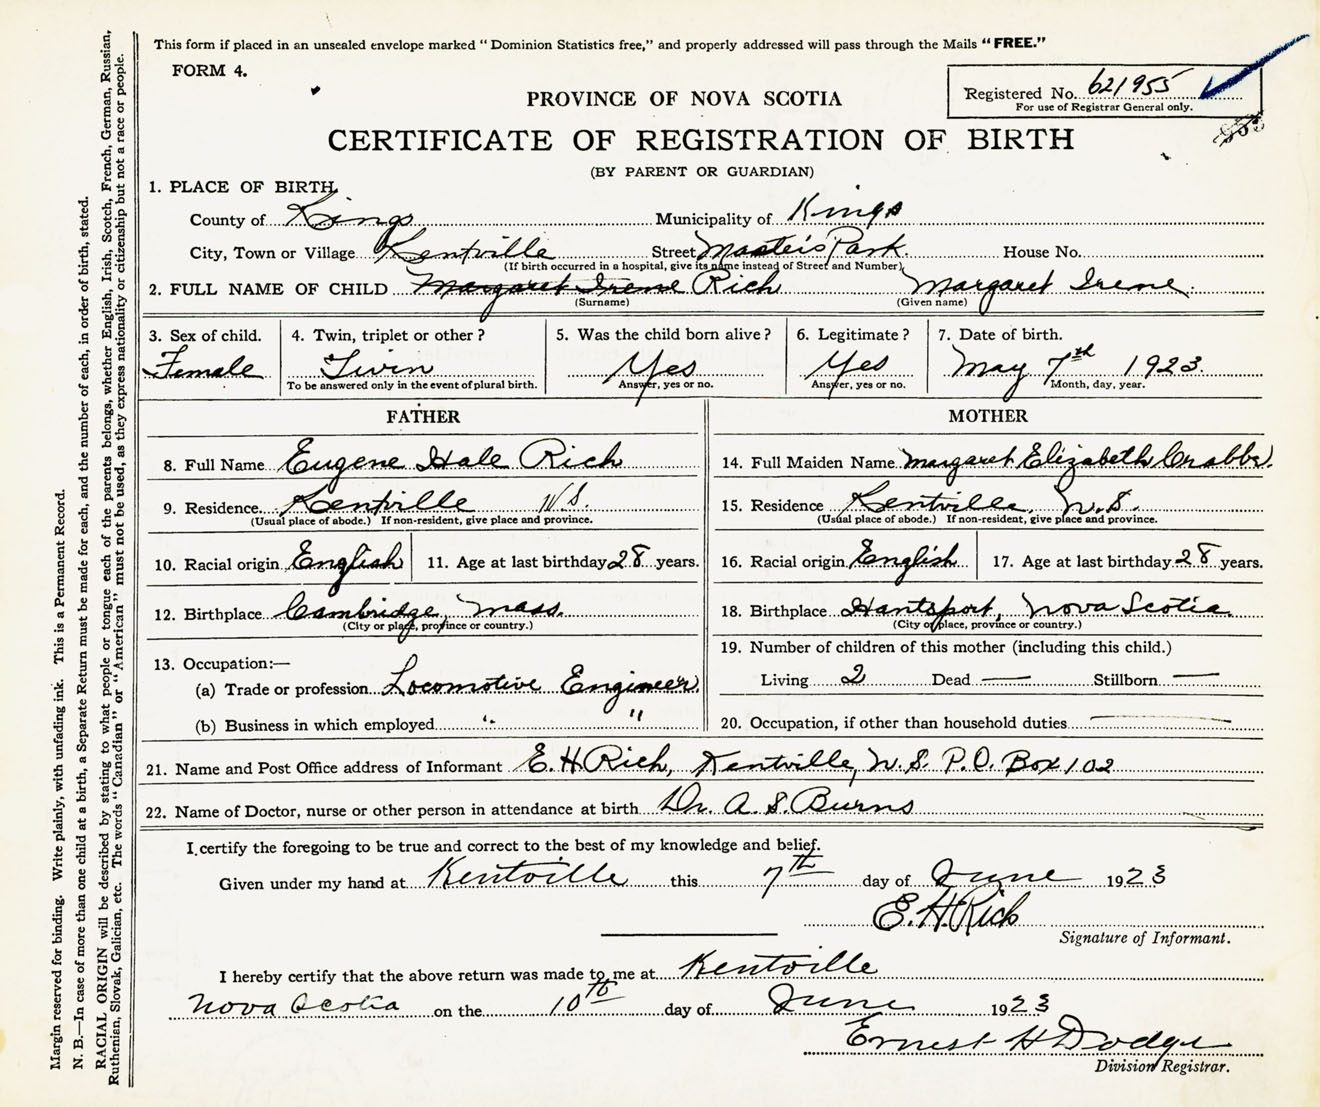 This form if placed in an unsealed envelope marked "Dominion Statistics free," and properly addressed will pass through the Mails "FREE."
FORM 4.
Registered No. 621955
For use of Registrar General only.
PROVINCE OF NOVA SCOTIA
CERTIFICATE OF REGISTRATION OF BIRTH
(BY PARENT OR GUARDIAN)
1. PLACE OF BIRTH
County of Kings Municipality of Kings
City, Town or Village Kentville Street Master's Park House No.
(If birth occurred in a hospital, give its name instead of Street and Number)
2. FULL NAME OF CHILD Margaret Irene Rich Margaret Irene
(Surname) (Given name)
3. Sex of child. 4. Twin, triplet or other? 5. Was the child born alive? 6. Legitimate? 7. Date of birth.
Female Twin Yes Yes May 7th 1923
To be answered only in the event of plural birth. Answer, yes or no. Answer, yes or no. Month, day, year.
FATHER MOTHER
8. Full Name Eugene Hale Rich 14. Full Maiden Name Margaret Elizabeth Crabbe.
9. Residence Kentville N.S. 15. Residence Kentville, N.S.
(Usual place of abode.) If non-resident, give place and province. (Usual place of abode.) If non-resident, give place and province.
10. Racial origin English 11. Age at last birthday 28 years. 16. Racial origin English 17. Age at last birthday 28 years.
12. Birthplace Cambridge, Mass. 18. Birthplace Hantsport, Nova Scotia
(City or place, province or country.) (City or place, province or country.)
13. Occupation:— 19. Number of children of this mother (including this child.)
(a) Trade or profession Locomotive Engineer Living 2 Dead — Stillborn —
(b) Business in which employed " " 20. Occupation, if other than household duties —
21. Name and Post Office address of Informant E. H. Rich, Kentville, N.S. P.O. Box 102
22. Name of Doctor, nurse or other person in attendance at birth Dr. A. S. Burns
I certify the foregoing to be true and correct to the best of my knowledge and belief.
Given under my hand at Kentville this 7th day of June 1923
E. H. Rich
Signature of Informant.
I hereby certify that the above return was made to me at Kentville
Nova Scotia on the 10th day of June 1923
Ernest H Dodge
Division Registrar.
Margin reserved for binding. Write plainly, with unfading ink. This is a Permanent Record.
N. B.—In case of more than one child at a birth, a Separate Return must be made for each, and the number of each, in order of birth, stated.
RACIAL ORIGIN will be described by stating to what people or tongue each of the parents belongs, whether English, Irish, Scotch, French, German, Russian,
Ruthenian, Slovak, Galician, etc. The words "Canadian" or "American" must not be used, as they express nationality or citizenship but not a race or people.